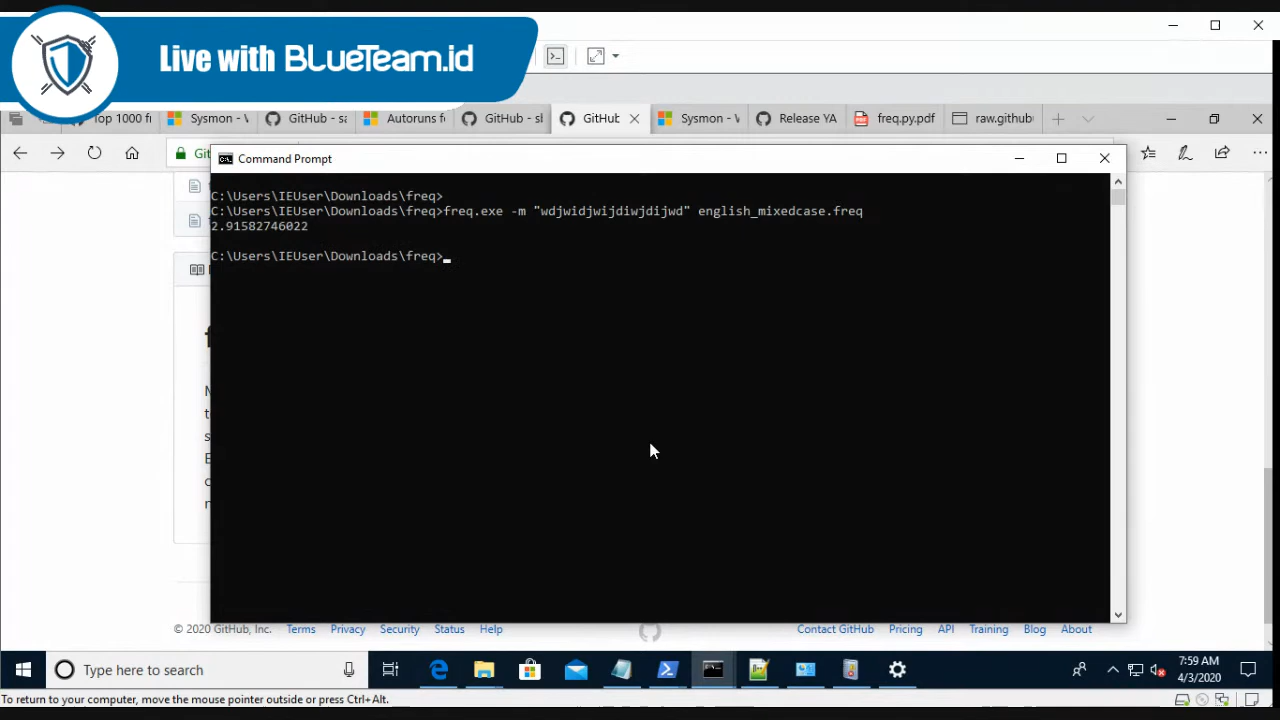 Live with BLUETEAM.id
Top 1000 fi
Sysmon - V
GitHub - sa
Autoruns fo
GitHub - sl
GitHub
Sysmon - V
Release YA
freq.py.pdf
raw.github
Git
Command Prompt
C:\Users\IEUser\Downloads\freq>
C:\Users\IEUser\Downloads\freq>freq.exe -m "wdjwidjwijdiwjdijwd" english_mixedcase.freq
2.91582746022
C:\Users\IEUser\Downloads\freq>
© 2020 GitHub, Inc. Terms Privacy Security Status Help Contact GitHub Pricing API Training Blog About
Type here to search
7:59 AM
4/3/2020
To return to your computer, move the mouse pointer outside or press Ctrl+Alt.